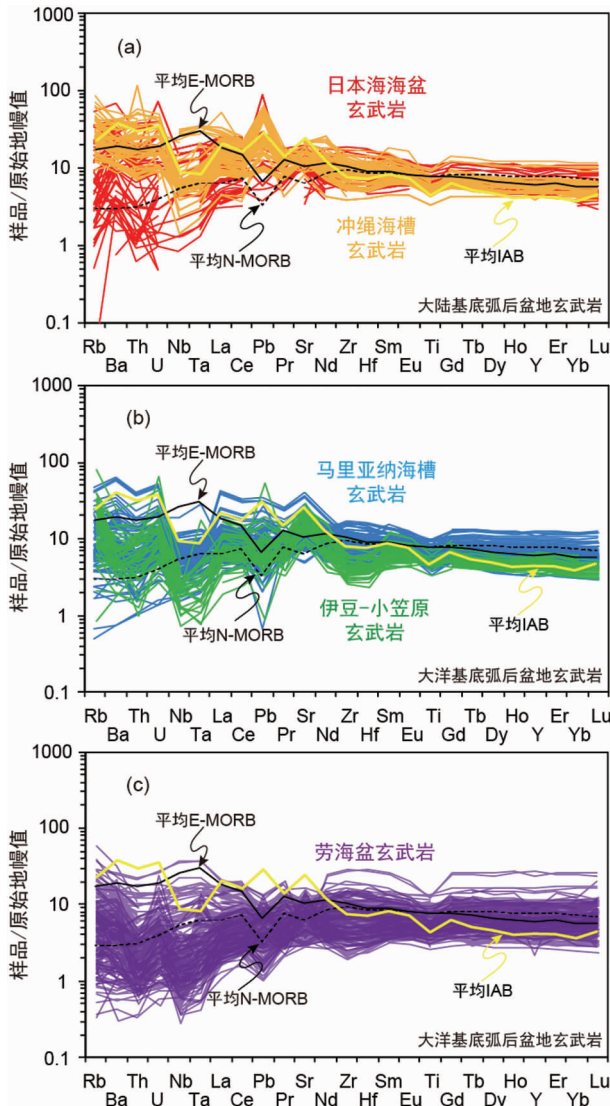 样品/原始地幔值
1000
100
10
1
0.1
(a)
平均E-MORB
日本海海盆
玄武岩
冲绳海槽
玄武岩
平均N-MORB
平均IAB
大陆基底弧后盆地玄武岩
Rb Th Nb La Pb Sr Zr Sm Ti Tb Ho Er Lu
Ba U Ta Ce Pr Nd Hf Eu Gd Dy Y Yb
样品/原始地幔值
1000
100
10
1
0.1
(b)
平均E-MORB
马里亚纳海槽
玄武岩
伊豆-小笠原
玄武岩
平均N-MORB
平均IAB
大洋基底弧后盆地玄武岩
Rb Th Nb La Pb Sr Zr Sm Ti Tb Ho Er Lu
Ba U Ta Ce Pr Nd Hf Eu Gd Dy Y Yb
样品/原始地幔值
1000
100
10
1
0.1
(c)
平均E-MORB
劳海盆玄武岩
平均N-MORB
平均IAB
大洋基底弧后盆地玄武岩
Rb Th Nb La Pb Sr Zr Sm Ti Tb Ho Er Lu
Ba U Ta Ce Pr Nd Hf Eu Gd Dy Y Yb